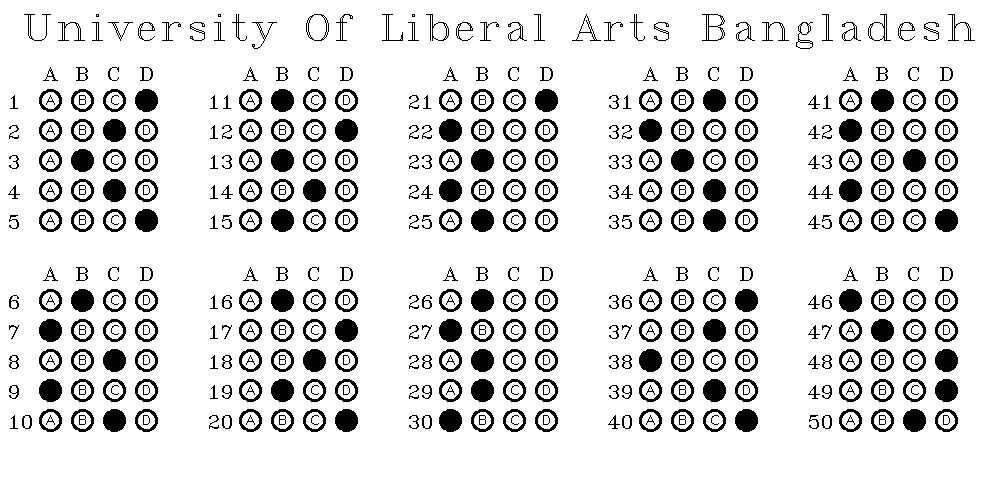 University Of Liberal Arts Bangladesh
A B C D A B C D A B C D A B C D A B C D
1 A B C 11 A C D 21 A B C 31 A B D 41 A C D
2 A B D 12 A B C 22 B C D 32 B C D 42 B C D
3 A C D 13 A C D 23 A C D 33 A C D 43 A B D
4 A B D 14 A B D 24 B C D 34 A B D 44 B C D
5 A B C 15 A C D 25 A C D 35 A B D 45 A B C
A B C D A B C D A B C D A B C D A B C D
6 A C D 16 A C D 26 A C D 36 A B C 46 B C D
7 B C D 17 A B C 27 B C D 37 A B D 47 A C D
8 A B D 18 A B D 28 A C D 38 B C D 48 A B C
9 B C D 19 A C D 29 A C D 39 A B D 49 A B C
10 A B D 20 A B C 30 B C D 40 A B C 50 A B D